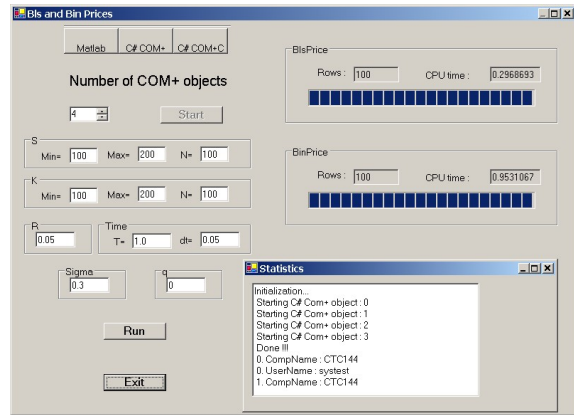 Bls and Bin Prices
Matlab C# COM+ C# COM+C
Number of COM+ objects
4 Start
S
Min= 100 Max= 200 N= 100
K
Min= 100 Max= 200 N= 100
R
0.05
Time
T= 1.0 dt= 0.05
Sigma
0.3
q
0
Run
Exit
BlsPrice
Rows : 100 CPU time : 0.2968693
BinPrice
Rows : 100 CPU time : 0.9531067
Statistics
Initialization...
Starting C# Com+ object : 0
Starting C# Com+ object : 1
Starting C# Com+ object : 2
Starting C# Com+ object : 3
Done !!!
0. CompName : CTC144
0. UserName : systest
1. CompName : CTC144